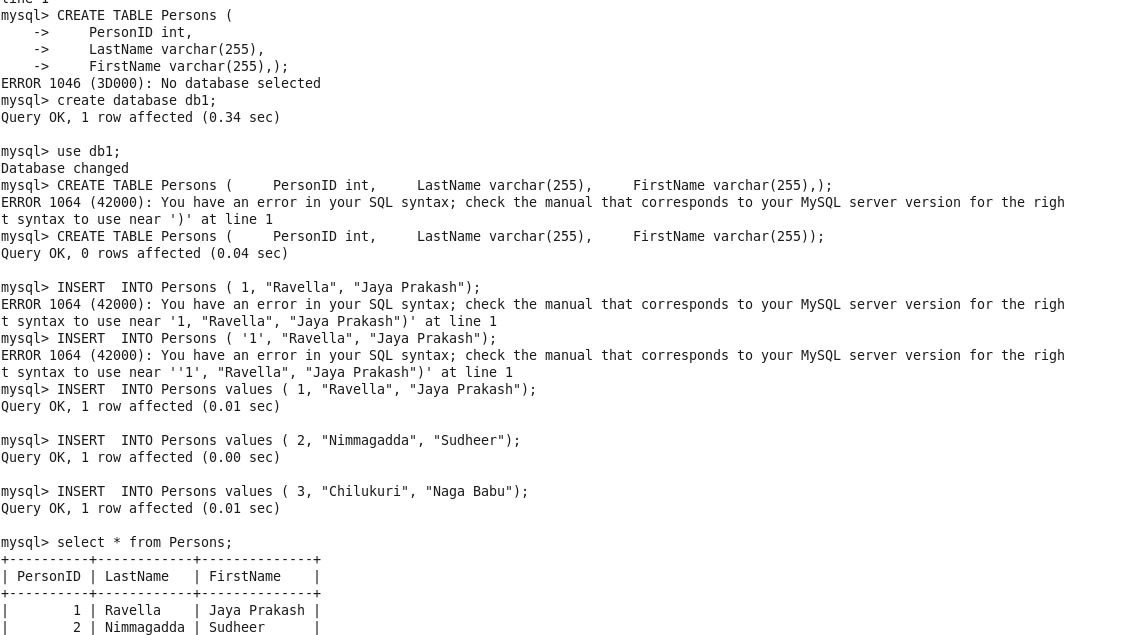 line 1
mysql> CREATE TABLE Persons (
    ->     PersonID int,
    ->     LastName varchar(255),
    ->     FirstName varchar(255),);
ERROR 1046 (3D000): No database selected
mysql> create database db1;
Query OK, 1 row affected (0.34 sec)

mysql> use db1;
Database changed
mysql> CREATE TABLE Persons (     PersonID int,     LastName varchar(255),     FirstName varchar(255),);
ERROR 1064 (42000): You have an error in your SQL syntax; check the manual that corresponds to your MySQL server version for the righ
t syntax to use near ')' at line 1
mysql> CREATE TABLE Persons (     PersonID int,     LastName varchar(255),     FirstName varchar(255));
Query OK, 0 rows affected (0.04 sec)

mysql> INSERT  INTO Persons ( 1, "Ravella", "Jaya Prakash");
ERROR 1064 (42000): You have an error in your SQL syntax; check the manual that corresponds to your MySQL server version for the righ
t syntax to use near '1, "Ravella", "Jaya Prakash")' at line 1
mysql> INSERT  INTO Persons ( '1', "Ravella", "Jaya Prakash");
ERROR 1064 (42000): You have an error in your SQL syntax; check the manual that corresponds to your MySQL server version for the righ
t syntax to use near ''1', "Ravella", "Jaya Prakash")' at line 1
mysql> INSERT  INTO Persons values ( 1, "Ravella", "Jaya Prakash");
Query OK, 1 row affected (0.01 sec)

mysql> INSERT  INTO Persons values ( 2, "Nimmagadda", "Sudheer");
Query OK, 1 row affected (0.00 sec)

mysql> INSERT  INTO Persons values ( 3, "Chilukuri", "Naga Babu");
Query OK, 1 row affected (0.01 sec)

mysql> select * from Persons;
+----------+------------+--------------+
| PersonID | LastName   | FirstName    |
+----------+------------+--------------+
|        1 | Ravella    | Jaya Prakash |
|        2 | Nimmagadda | Sudheer      |